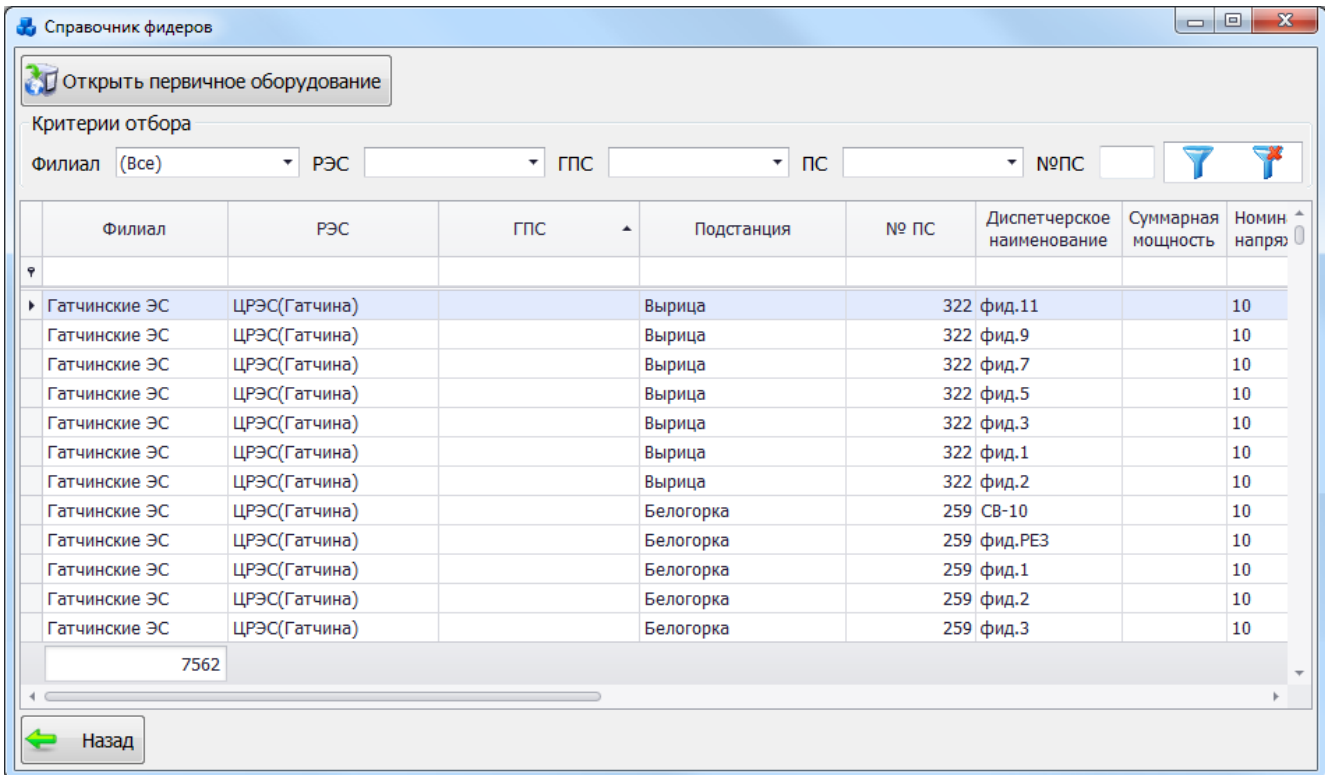 Справочник фидеров
Открыть первичное оборудование
Критерии отбора
Филиал (Все) РЭС ГПС ПС №ПС
Филиал РЭС ГПС Подстанция № ПС Диспетчерское наименование Суммарная мощность Номин напря
Гатчинские ЭС ЦРЭС(Гатчина) Вырица 322 фид.11 10
Гатчинские ЭС ЦРЭС(Гатчина) Вырица 322 фид.9 10
Гатчинские ЭС ЦРЭС(Гатчина) Вырица 322 фид.7 10
Гатчинские ЭС ЦРЭС(Гатчина) Вырица 322 фид.5 10
Гатчинские ЭС ЦРЭС(Гатчина) Вырица 322 фид.3 10
Гатчинские ЭС ЦРЭС(Гатчина) Вырица 322 фид.1 10
Гатчинские ЭС ЦРЭС(Гатчина) Вырица 322 фид.2 10
Гатчинские ЭС ЦРЭС(Гатчина) Белогорка 259 СВ-10 10
Гатчинские ЭС ЦРЭС(Гатчина) Белогорка 259 фид.РЕЗ 10
Гатчинские ЭС ЦРЭС(Гатчина) Белогорка 259 фид.1 10
Гатчинские ЭС ЦРЭС(Гатчина) Белогорка 259 фид.2 10
Гатчинские ЭС ЦРЭС(Гатчина) Белогорка 259 фид.3 10
7562
Назад